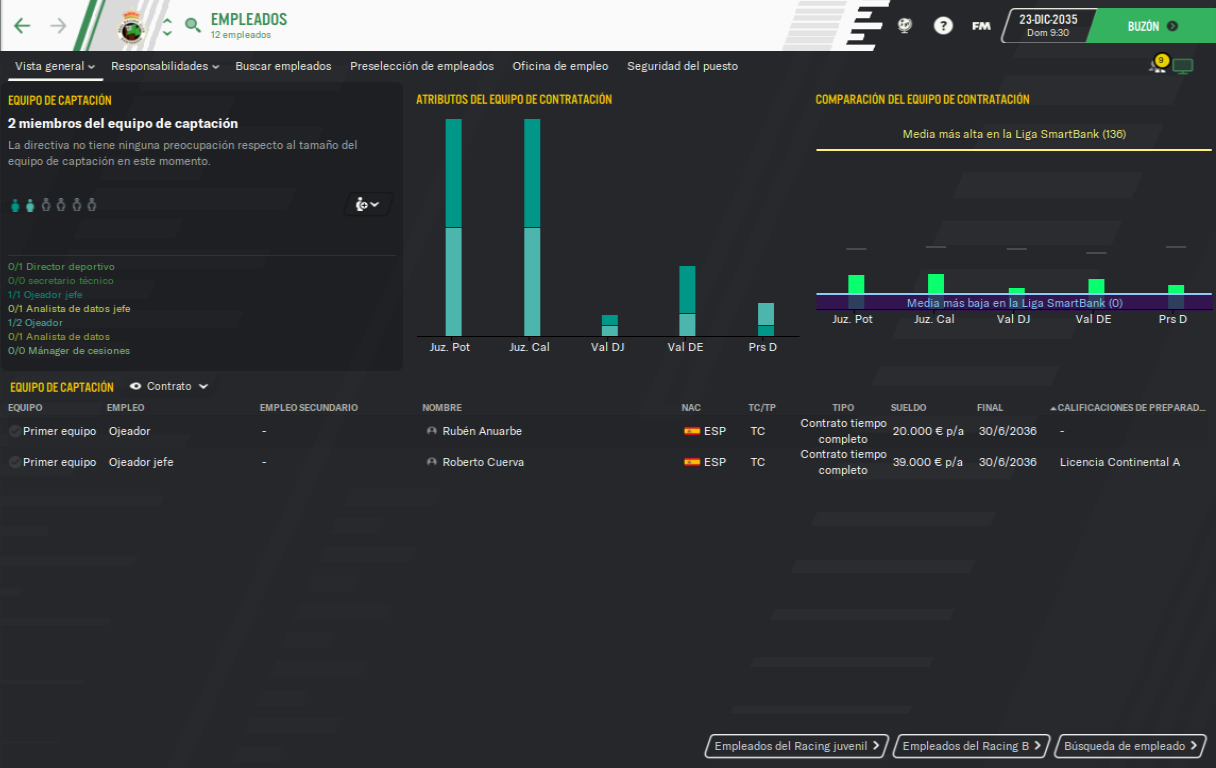 EMPLEADOS
12 empleados
?
FM
23-DIC-2035
Dom 9:30
BUZÓN
Vista general
Responsabilidades
Buscar empleados
Preselección de empleados
Oficina de empleo
Seguridad del puesto
9
EQUIPO DE CAPTACIÓN
2 miembros del equipo de captación
La directiva no tiene ninguna preocupación respecto al tamaño del
equipo de captación en este momento.
0/1 Director deportivo
0/0 secretario técnico
1/1 Ojeador jefe
0/1 Analista de datos jefe
1/2 Ojeador
0/1 Analista de datos
0/0 Mánager de cesiones
ATRIBUTOS DEL EQUIPO DE CONTRATACIÓN
Juz. Pot Juz. Cal Val DJ Val DE Prs D
COMPARACIÓN DEL EQUIPO DE CONTRATACIÓN
Media más alta en la Liga SmartBank (136)
Media más baja en la Liga SmartBank (0)
Juz. Pot Juz. Cal Val DJ Val DE Prs D
EQUIPO DE CAPTACIÓN Contrato
EQUIPO EMPLEO EMPLEO SECUNDARIO NOMBRE NAC TC/TP TIPO SUELDO FINAL CALIFICACIONES DE PREPARAD...
Primer equipo Ojeador - Rubén Anuarbe ESP TC Contrato tiempo completo 20.000 € p/a 30/6/2036 -
Primer equipo Ojeador jefe - Roberto Cuerva ESP TC Contrato tiempo completo 39.000 € p/a 30/6/2036 Licencia Continental A
Empleados del Racing juvenil
Empleados del Racing B
Búsqueda de empleado